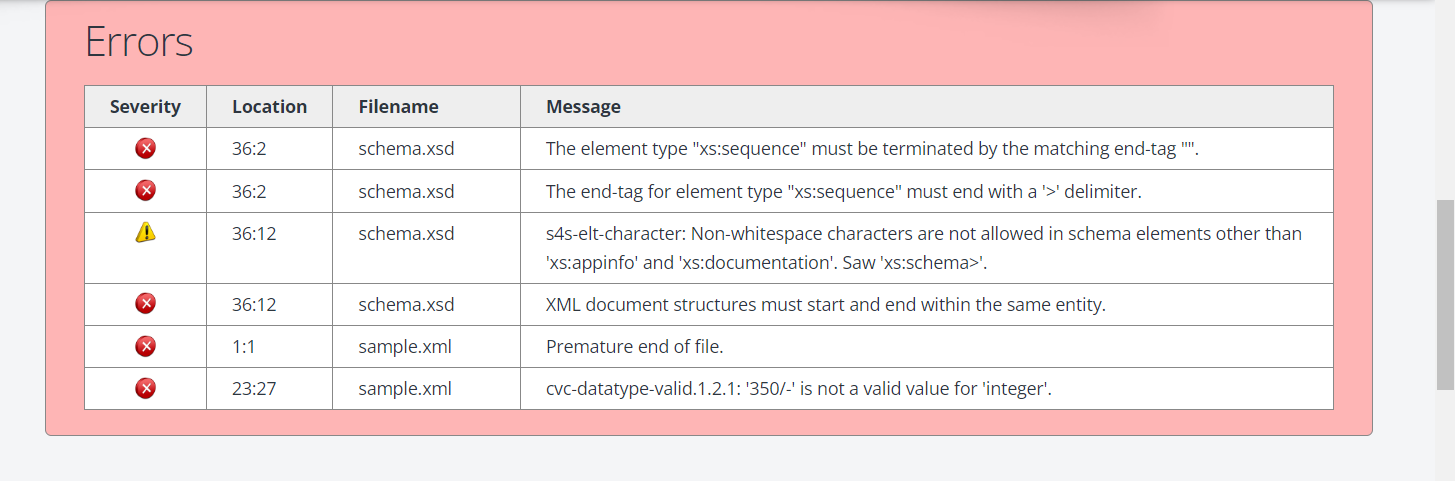 Errors
Severity Location Filename Message
36:2 schema.xsd The element type "xs:sequence" must be terminated by the matching end-tag "".
36:2 schema.xsd The end-tag for element type "xs:sequence" must end with a '>' delimiter.
36:12 schema.xsd s4s-elt-character: Non-whitespace characters are not allowed in schema elements other than
'xs:appinfo' and 'xs:documentation'. Saw 'xs:schema>'.
36:12 schema.xsd XML document structures must start and end within the same entity.
1:1 sample.xml Premature end of file.
23:27 sample.xml cvc-datatype-valid.1.2.1: '350/-' is not a valid value for 'integer'.